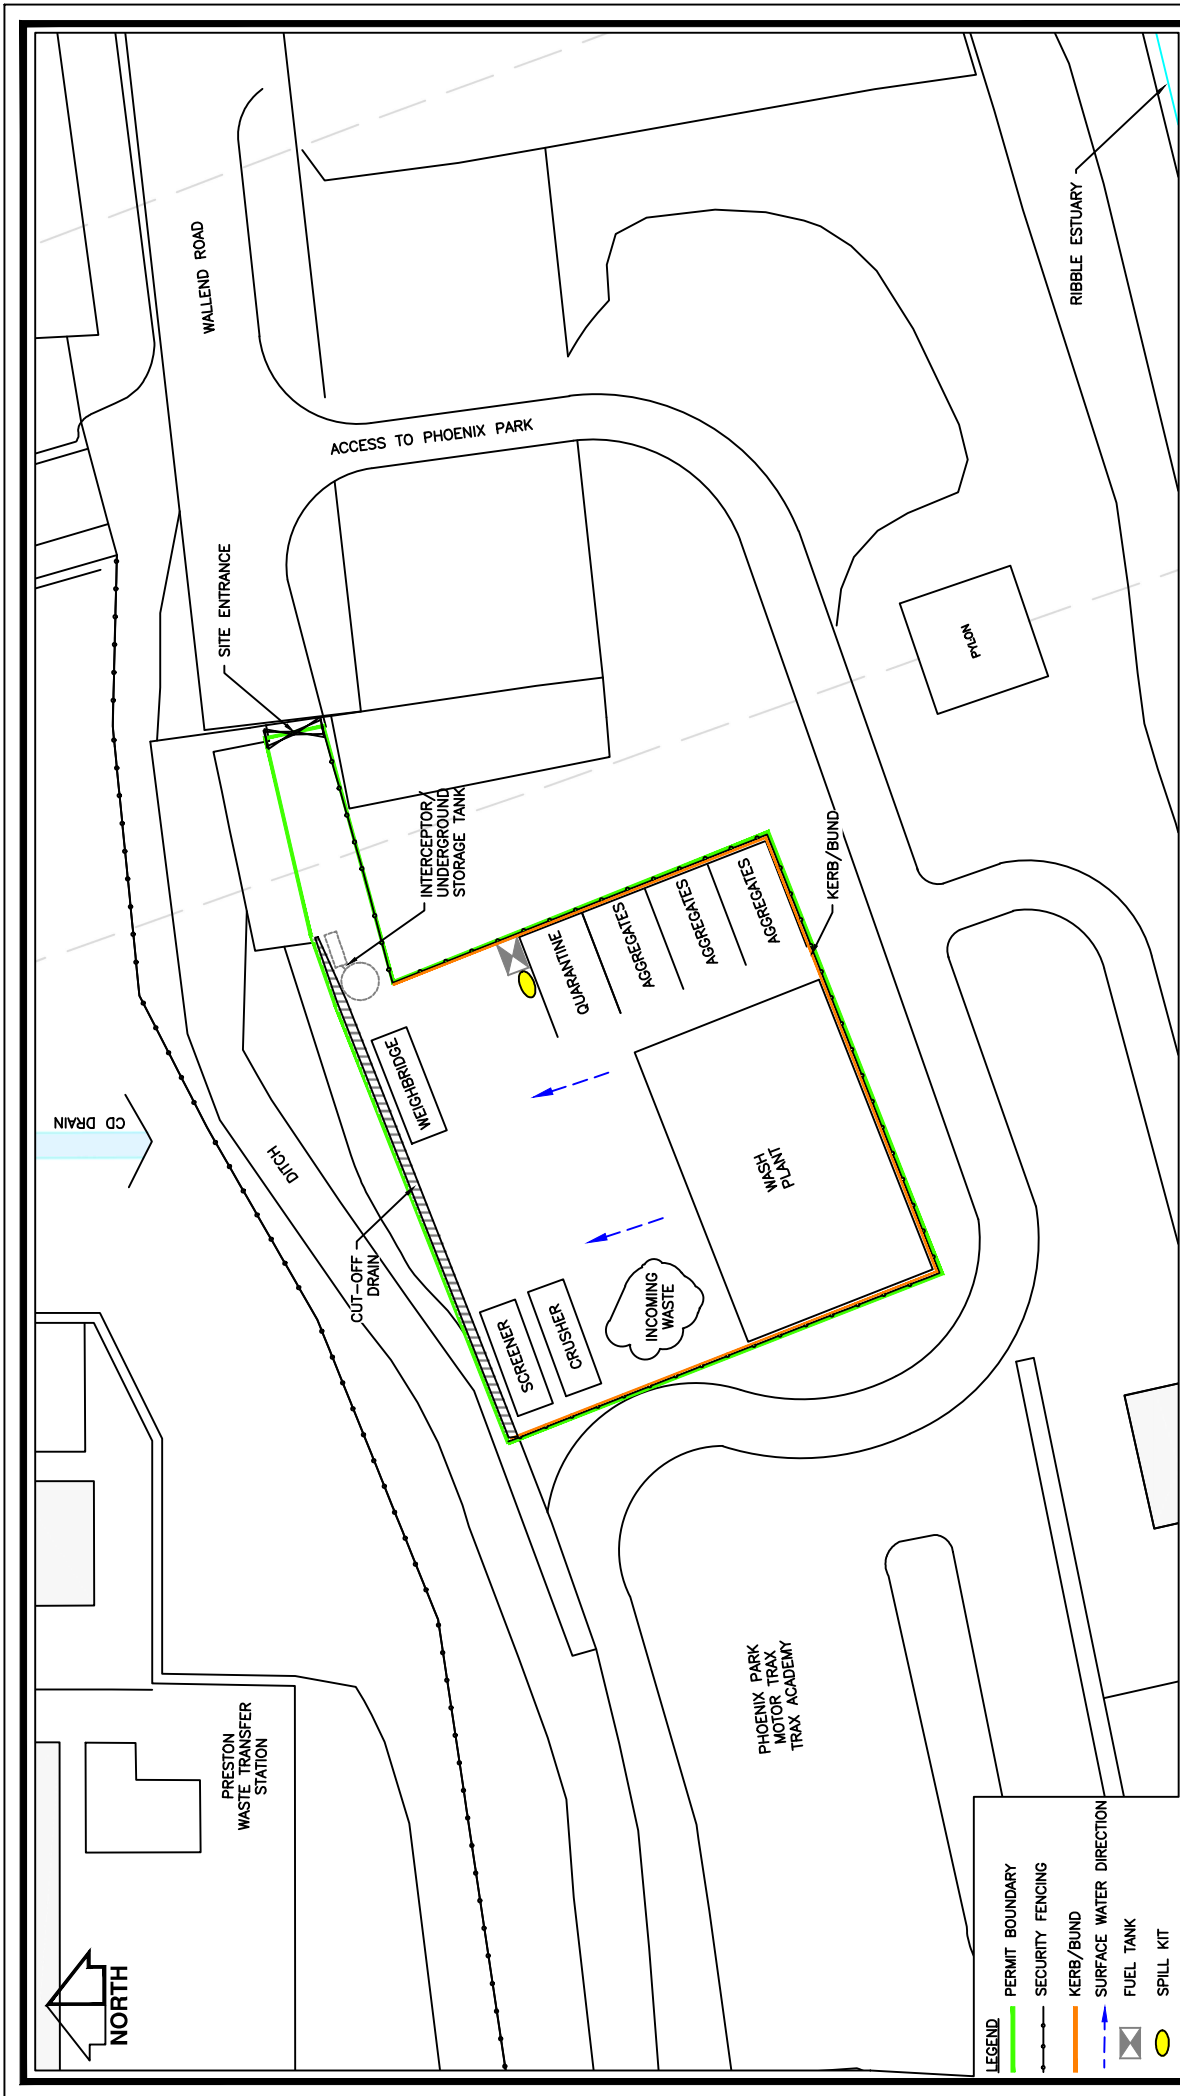 NORTH
PRESTON
WASTE TRANSFER
STATION
CD DRAIN
DITCH
CUT-OFF
DRAIN
SITE ENTRANCE
WALLEND ROAD
ACCESS TO PHOENIX PARK
INTERCEPTOR/
UNDERGROUND
STORAGE TANK
WEIGHBRIDGE
SCREENER
CRUSHER
INCOMING
WASTE
WASH
PLANT
QUARANTINE
AGGREGATES
AGGREGATES
AGGREGATES
KERB/BUND
PYLON
RIBBLE ESTUARY
PHOENIX PARK
MOTOR TRAX
TRAX ACADEMY
LEGEND
PERMIT BOUNDARY
SECURITY FENCING
KERB/BUND
SURFACE WATER DIRECTION
FUEL TANK
SPILL KIT